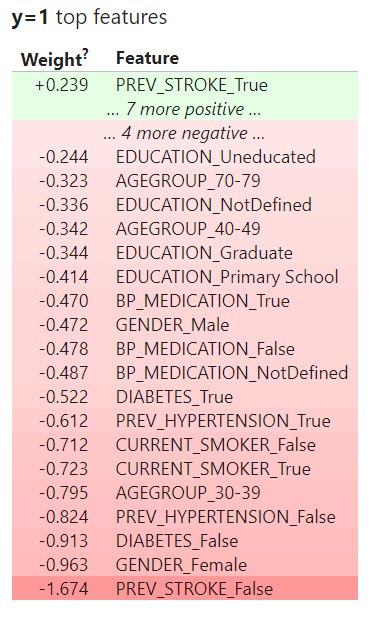 y=1 top features
Weight? Feature
+0.239 PREV_STROKE_True
… 7 more positive …
… 4 more negative …
-0.244 EDUCATION_Uneducated
-0.323 AGEGROUP_70-79
-0.336 EDUCATION_NotDefined
-0.342 AGEGROUP_40-49
-0.344 EDUCATION_Graduate
-0.414 EDUCATION_Primary School
-0.470 BP_MEDICATION_True
-0.472 GENDER_Male
-0.478 BP_MEDICATION_False
-0.487 BP_MEDICATION_NotDefined
-0.522 DIABETES_True
-0.612 PREV_HYPERTENSION_True
-0.712 CURRENT_SMOKER_False
-0.723 CURRENT_SMOKER_True
-0.795 AGEGROUP_30-39
-0.824 PREV_HYPERTENSION_False
-0.913 DIABETES_False
-0.963 GENDER_Female
-1.674 PREV_STROKE_False